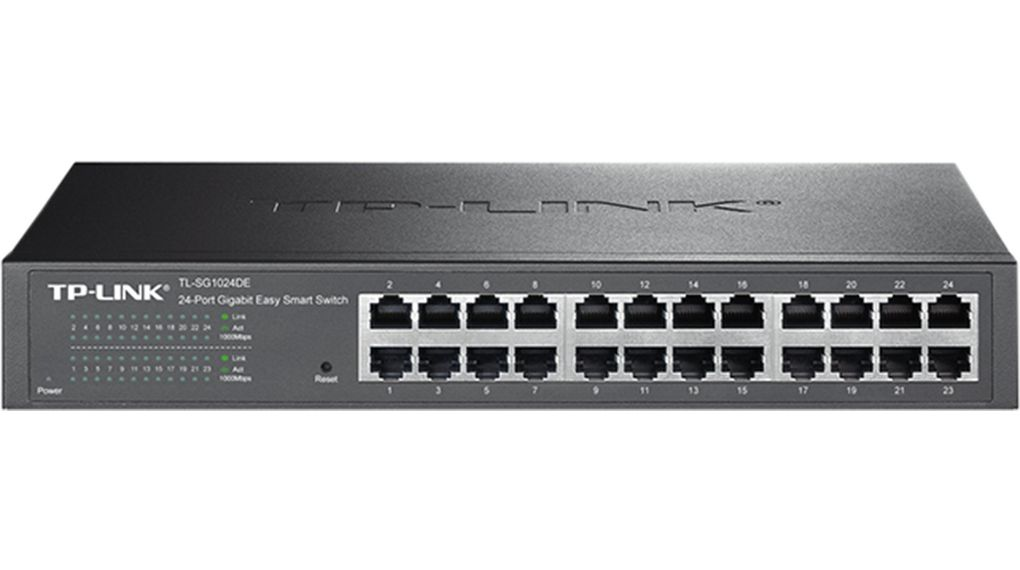 TP-LINK®
TP-LINK®
TL-SG1024DE
24-Port Gigabit Easy Smart Switch
Link
2 4 6 8 10 12 14 16 18 20 22 24 Act
1000Mbps
Link
1 3 5 7 9 11 13 15 17 19 21 23 Act
1000Mbps
Power
Reset
2 4 6 8 10 12 14 16 18 20 22 24
1 3 5 7 9 11 13 15 17 19 21 23